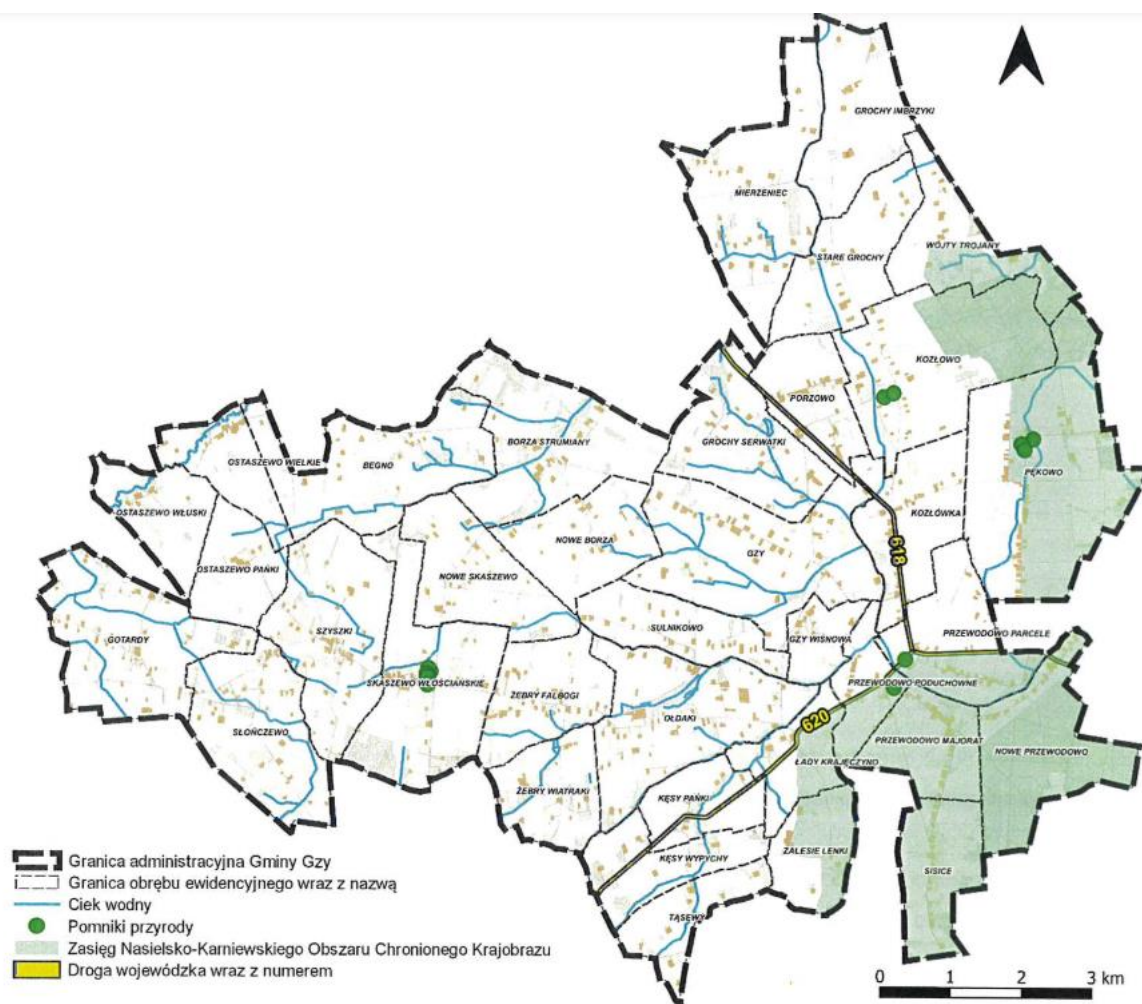 GROCHY IMBRZYKI
MIERZENIEC
WÓJTY TROJANY
STARE GROCHY
KOZŁOWO
PORZOWO
BORZA STRUMIANY
GROCHY SERWATKI
OSTASZEWO WIELKIE
BEGNO
PĘKOWO
OSTASZEWO WŁUSKI
KOZŁÓWKA
NOWE BORZA
GZY
618
OSTASZEWO PAŃKI
NOWE SKASZEWO
SZYSZKI
SULNIKOWO
GZY WISNOWA
PRZEWODOWO PARCELE
GOTARDY
SKASZEWO WŁOŚCIAŃSKIE
PRZEWODOWO PODUCHOWNE
ŻEBRY FALBOGI
OŁDAKI
620
SŁOŃCZEWO
PRZEWODOWO MAJORAT
NOWE PRZEWODOWO
ŁADY KRAJĘCZYNO
ŻEBRY WIATRAKI
KĘSY PAŃKI
ZALESIE LENKI
KĘSY WYPYCHY
SISICE
TĄSEWY
Granica administracyjna Gminy Gzy
Granica obrębu ewidencyjnego wraz z nazwą
Ciek wodny
Pomniki przyrody
Zasięg Nasielsko-Karniewskiego Obszaru Chronionego Krajobrazu
Droga wojewódzka wraz z numerem
0 1 2 3 km